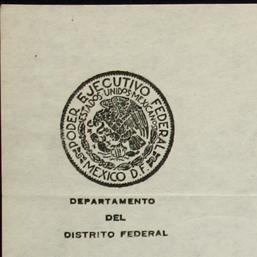 PODER EJECUTIVO FEDERAL
ESTADOS UNIDOS MEXICANOS
MEXICO D.F.
DEPARTAMENTO
DEL
DISTRITO FEDERAL